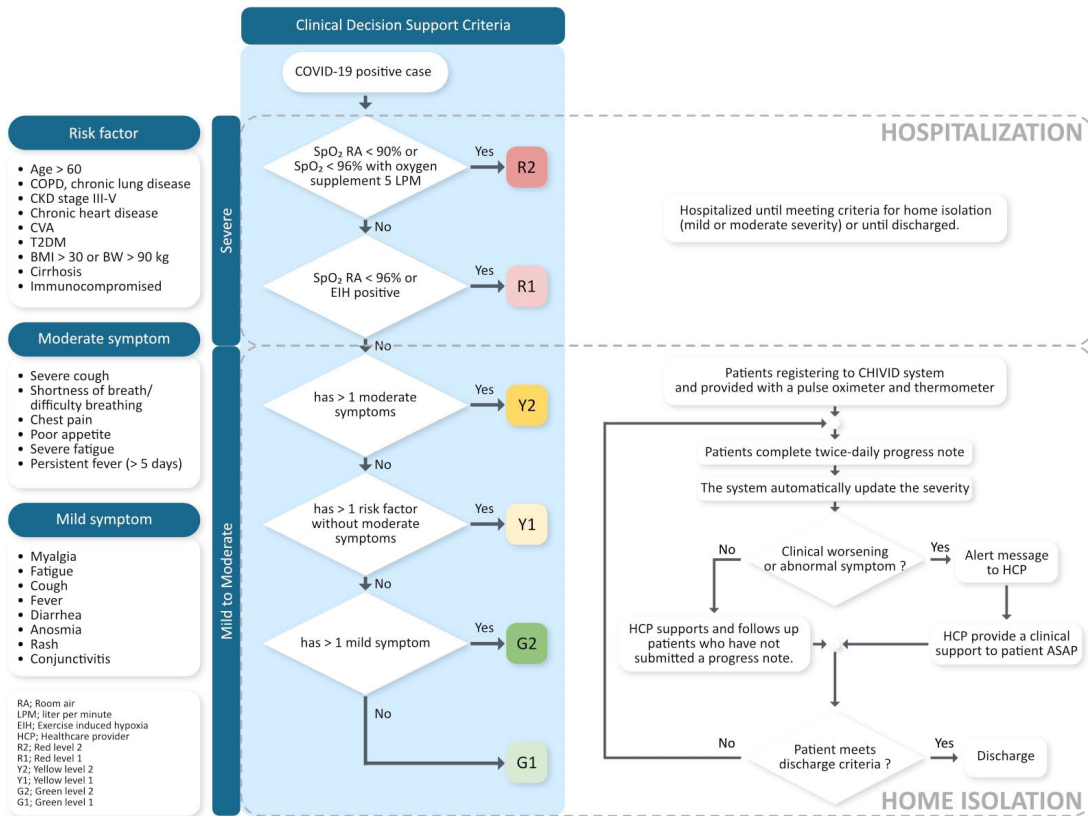 Clinical Decision Support Criteria
COVID-19 positive case
Risk factor
• Age > 60
• COPD, chronic lung disease
• CKD stage III-V
• Chronic heart disease
• CVA
• T2DM
• BMI > 30 or BW > 90 kg
• Cirrhosis
• Immunocompromised
Moderate symptom
• Severe cough
• Shortness of breath/
difficulty breathing
• Chest pain
• Poor appetite
• Severe fatigue
• Persistent fever (> 5 days)
Mild symptom
• Myalgia
• Fatigue
• Cough
• Fever
• Diarrhea
• Anosmia
• Rash
• Conjunctivitis
RA; Room air
LPM; liter per minute
EIH; Exercise induced hypoxia
HCP; Healthcare provider
R2; Red level 2
R1; Red level 1
Y2; Yellow level 2
Y1; Yellow level 1
G2; Green level 2
G1; Green level 1
Severe
Mild to Moderate
SpO₂ RA < 90% or
SpO₂ < 96% with oxygen
supplement 5 LPM
Yes
R2
No
SpO₂ RA < 96% or
EIH positive
Yes
R1
No
has > 1 moderate
symptoms
Yes
Y2
No
has > 1 risk factor
without moderate
symptoms
Yes
Y1
No
has > 1 mild symptom
Yes
G2
No
G1
HOSPITALIZATION
Hospitalized until meeting criteria for home isolation
(mild or moderate severity) or until discharged.
Patients registering to CHIVID system
and provided with a pulse oximeter and thermometer
Patients complete twice-daily progress note
The system automatically update the severity
Clinical worsening
or abnormal symptom ?
No
Yes
Alert message
to HCP
HCP supports and follows up
patients who have not
submitted a progress note.
HCP provide a clinical
support to patient ASAP
Patient meets
discharge criteria ?
No
Yes
Discharge
HOME ISOLATION